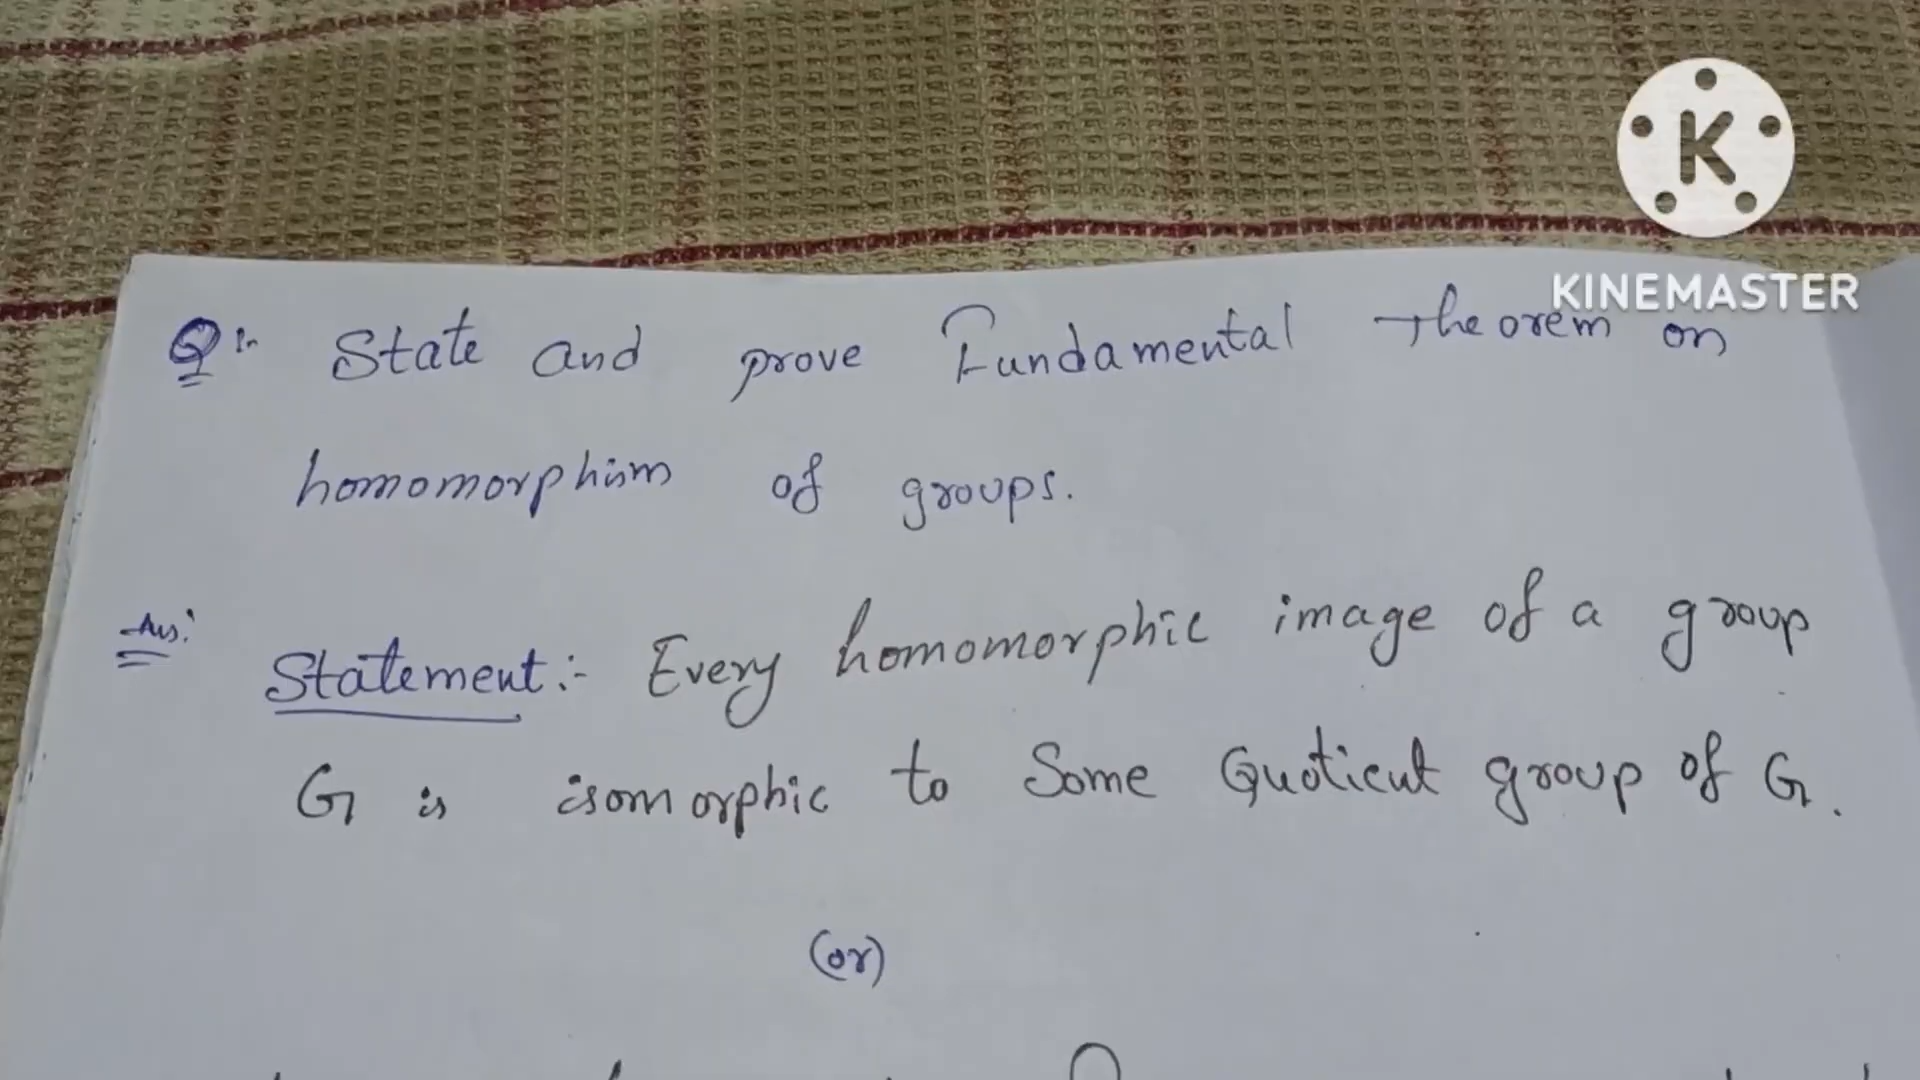 K
KINEMASTER
Q:- State and prove Fundamental Theorem on
homomorphism of groups.
Ans:
Statement:- Every homomorphic image of a group
G is isomorphic to Some Quotient group of G.
(or)